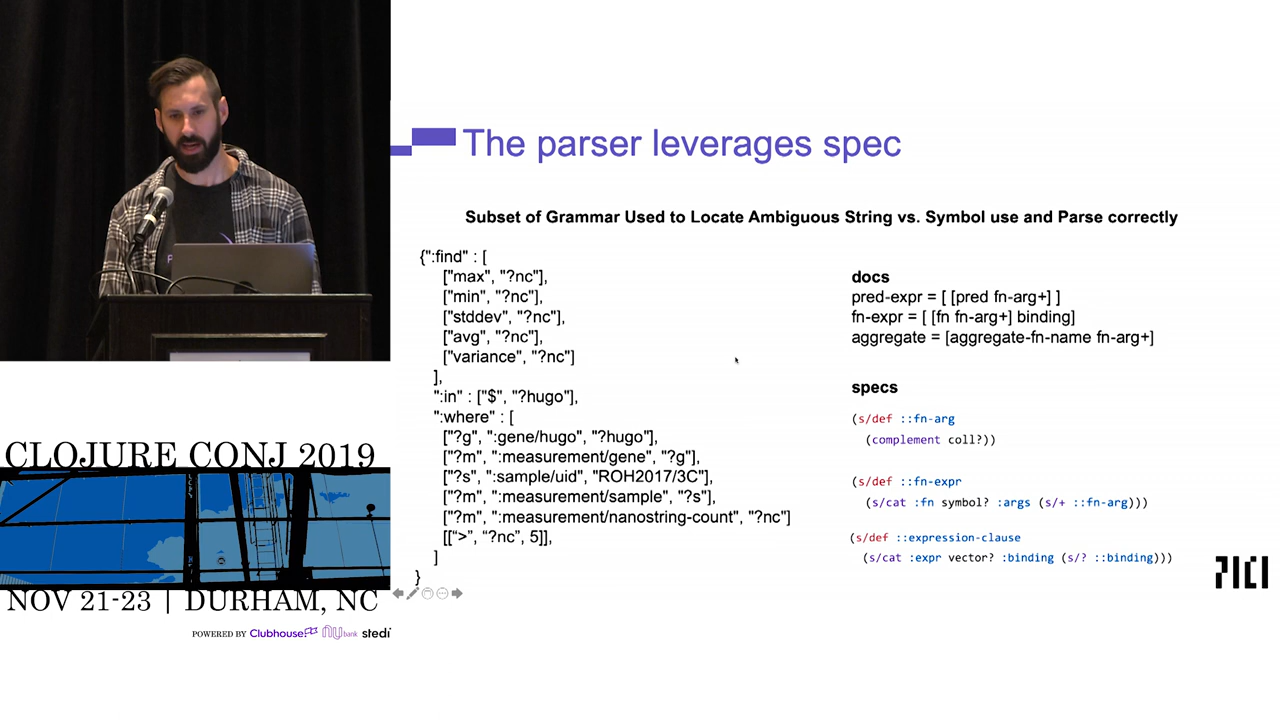 The parser leverages spec
Subset of Grammar Used to Locate Ambiguous String vs. Symbol use and Parse correctly
{":find" : [
["max", "?nc"],
["min", "?nc"],
["stddev", "?nc"],
["avg", "?nc"],
["variance", "?nc"]
],
":in" : ["$", "?hugo"],
":where" : [
["?g", ":gene/hugo", "?hugo"],
["?m", ":measurement/gene", "?g"],
["?s", ":sample/uid", "ROH2017/3C"],
["?m", ":measurement/sample", "?s"],
["?m", ":measurement/nanostring-count", "?nc"]
[[“>”, “?nc”, 5]],
]
}
docs
pred-expr = [ [pred fn-arg+] ]
fn-expr = [ [fn fn-arg+] binding]
aggregate = [aggregate-fn-name fn-arg+]
specs
(s/def ::fn-arg
(complement coll?))
(s/def ::fn-expr
(s/cat :fn symbol? :args (s/+ ::fn-arg)))
(s/def ::expression-clause
(s/cat :expr vector? :binding (s/? ::binding)))
PICI
CLOJURE CONJ 2019
NOV 21-23 | DURHAM, NC
POWERED BY Clubhouse nu bank stedi